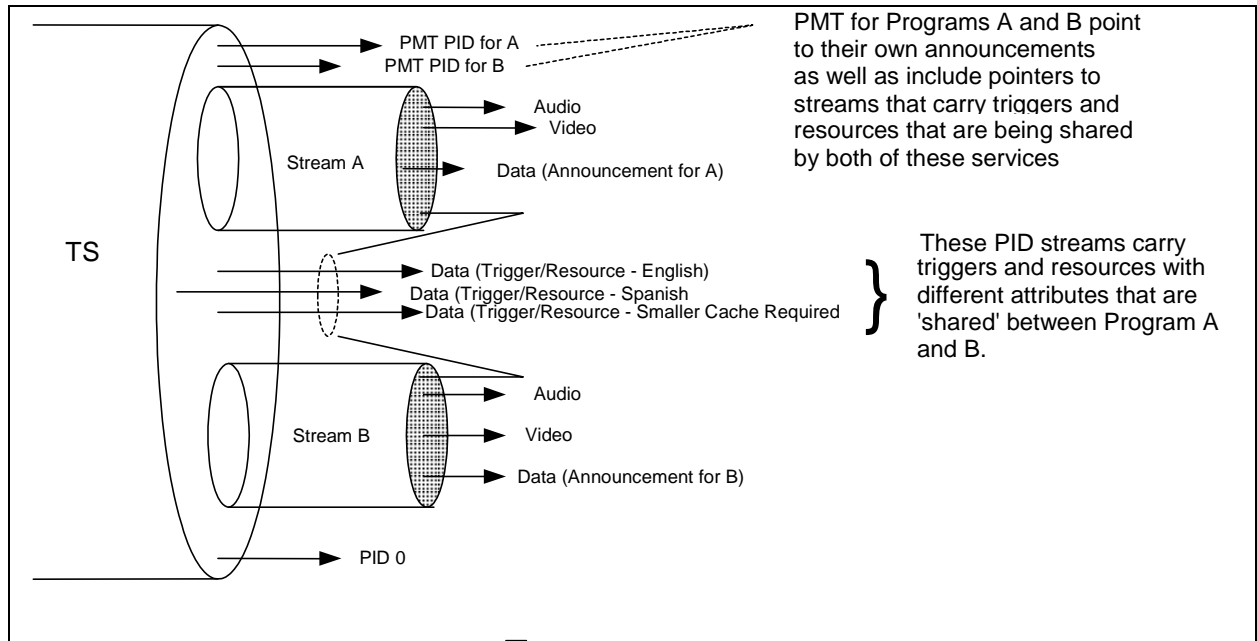 PMT PID for A
PMT PID for B
PMT for Programs A and B point
to their own announcements
as well as include pointers to
streams that carry triggers and
resources that are being shared
by both of these services
Audio
Video
Stream A
Data (Announcement for A)
TS
Data (Trigger/Resource - English)
Data (Trigger/Resource - Spanish
Data (Trigger/Resource - Smaller Cache Required
}
These PID streams carry
triggers and resources with
different attributes that are
'shared' between Program A
and B.
Audio
Stream B
Video
Data (Announcement for B)
PID 0